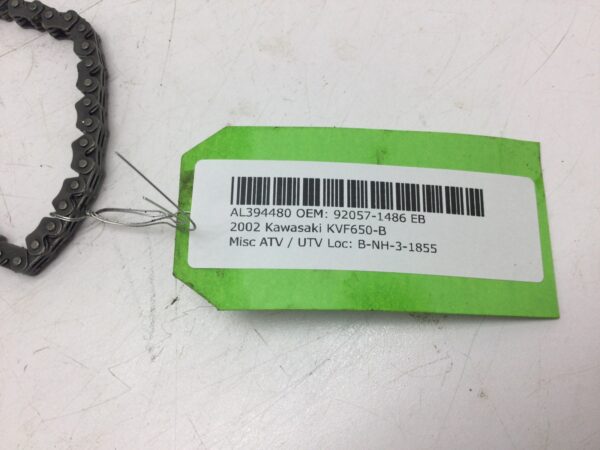 AL394480 OEM: 92057-1486 EB
2002 Kawasaki KVF650-B
Misc ATV / UTV Loc: B-NH-3-1855